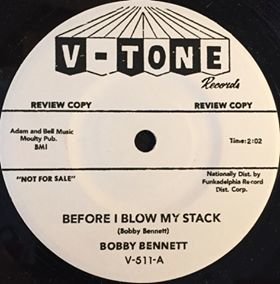 V-TONE
Records
REVIEW COPY
REVIEW COPY
Adam and Bell Music
Moulty Pub.
BMI
Time: 2:02
"NOT FOR SALE"
Nationally Dist. by
Funkadelphia Record
Dist. Corp.
BEFORE I BLOW MY STACK
(Bobby Bennett)
BOBBY BENNETT
V-511-A